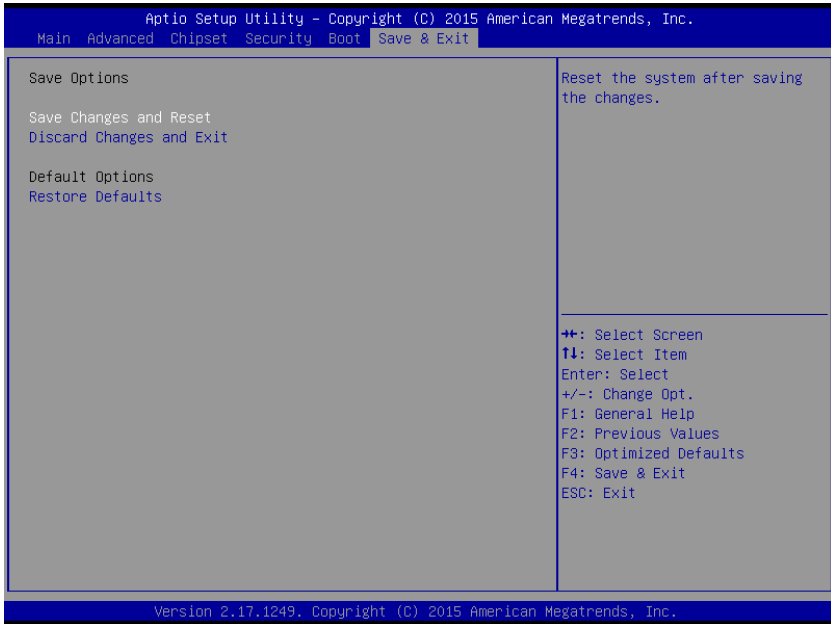 Aptio Setup Utility – Copyright (C) 2015 American Megatrends, Inc.
Main Advanced Chipset Security Boot Save & Exit
Save Options
Save Changes and Reset
Discard Changes and Exit
Default Options
Restore Defaults
Reset the system after saving
the changes.
→←: Select Screen
↑↓: Select Item
Enter: Select
+/-: Change Opt.
F1: General Help
F2: Previous Values
F3: Optimized Defaults
F4: Save & Exit
ESC: Exit
Version 2.17.1249. Copyright (C) 2015 American Megatrends, Inc.